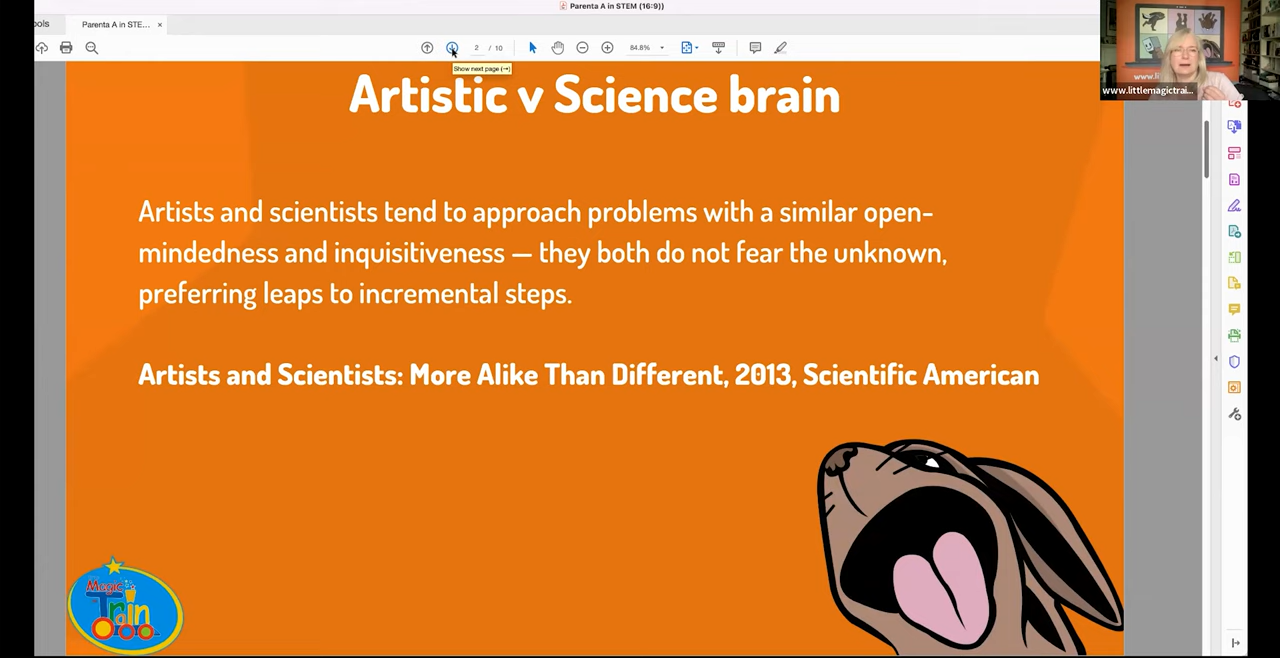 Parenta A in STEM (16:9))
ols
Parenta A in STE... ×
2 / 10
84.8%
Show next page (→)
www.li
www.littlemagictrai...
Artistic v Science brain
Artists and scientists tend to approach problems with a similar open-
mindedness and inquisitiveness — they both do not fear the unknown,
preferring leaps to incremental steps.
Artists and Scientists: More Alike Than Different, 2013, Scientific American
Magic
Train